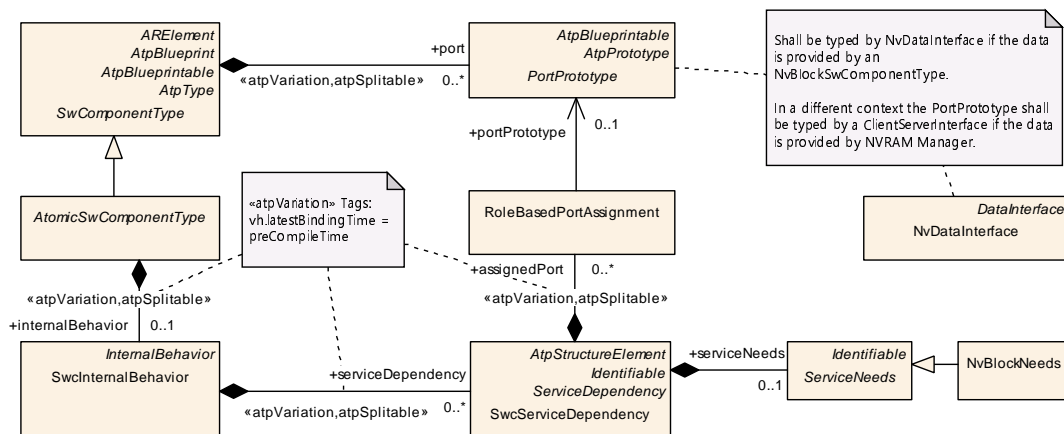 ARElement
AtpBlueprint
AtpBlueprintable
AtpType
SwComponentType
+port
«atpVariation,atpSplitable»
0..*
AtpBlueprintable
AtpPrototype
PortPrototype
Shall be typed by NvDataInterface if the data
is provided by an
NvBlockSwComponentType.
In a different context the PortPrototype shall
be typed by a ClientServerInterface if the data
is provided by NVRAM Manager.
+portPrototype
0..1
AtomicSwComponentType
«atpVariation» Tags:
vh.latestBindingTime =
preCompileTime
RoleBasedPortAssignment
DataInterface
NvDataInterface
+assignedPort
0..*
«atpVariation,atpSplitable»
«atpVariation,atpSplitable»
+internalBehavior
0..1
InternalBehavior
SwcInternalBehavior
+serviceDependency
«atpVariation,atpSplitable»
0..*
AtpStructureElement
Identifiable
ServiceDependency
SwcServiceDependency
+serviceNeeds
0..1
Identifiable
ServiceNeeds
NvBlockNeeds